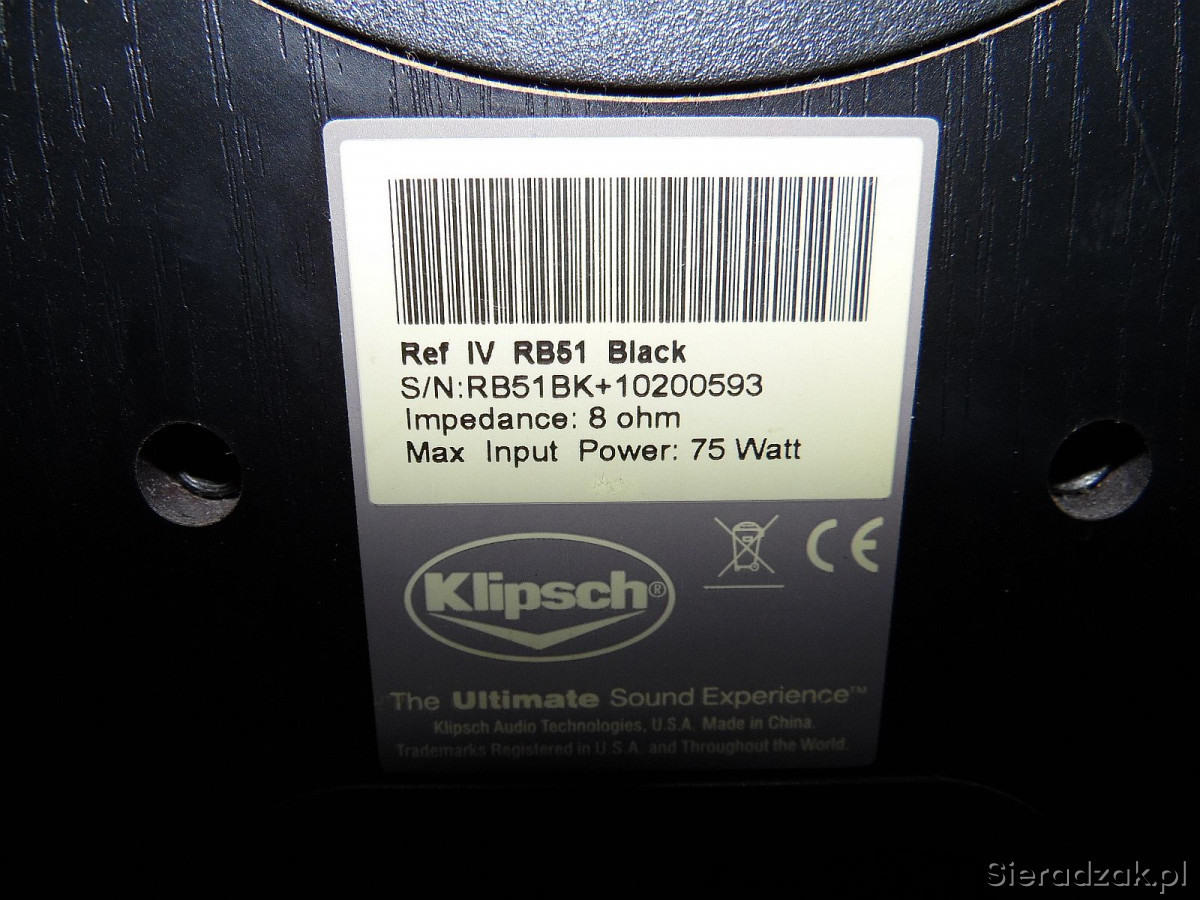 Ref IV RB51 Black
S/N:RB51BK+10200593
Impedance: 8 ohm
Max Input Power: 75 Watt
CE
Klipsch®
The Ultimate Sound Experience™
Klipsch Audio Technologies, U.S.A. Made in China.
Trademarks Registered in U.S.A. and Throughout the World.
Sieradzak.pl